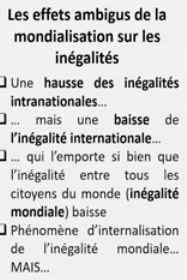 Les effets ambigus de la
mondialisation sur les
inégalités
❑ Une hausse des inégalités
intranationales…
❑ … mais une baisse de
l’inégalité internationale…
❑ … qui l’emporte si bien que
l’inégalité entre tous les
citoyens du monde (inégalité
mondiale) baisse
❑ Phénomène d’internalisation
de l’inégalité mondiale…
MAIS…